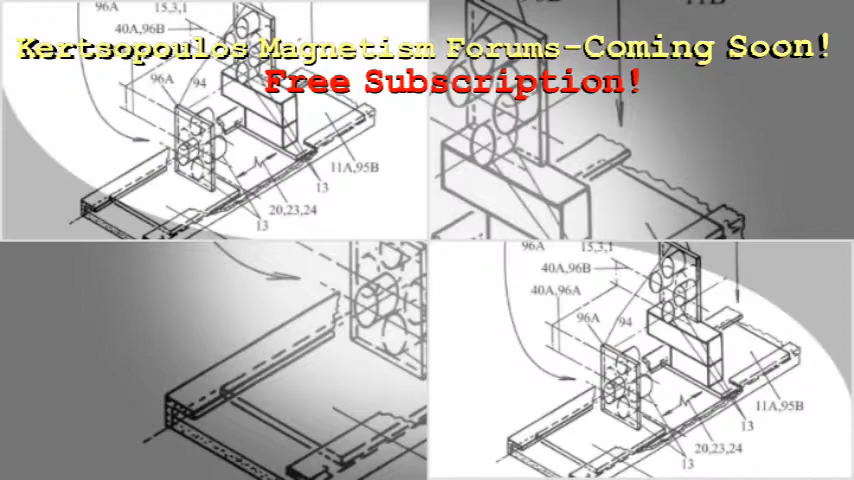 96A 15,3,1
40A,96B
Kertsopoulos Magnetism Forums-Coming Soon!
Free Subscription!
96A 94
11A,95B
13
20,23,24
13
96A 15,3,1
40A,96B
40A,96A
96A 94
11A,95B
13
20,23,24
13